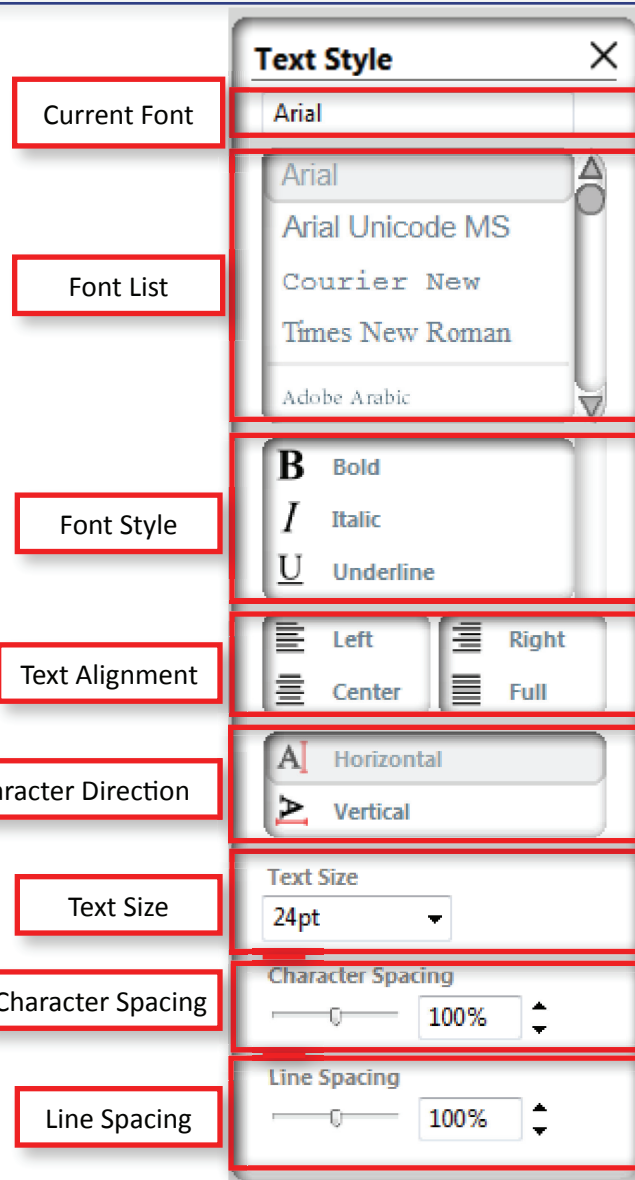 Text Style
Current Font
Arial
Font List
Arial
Arial Unicode MS
Courier New
Times New Roman
Adobe Arabic
Font Style
B Bold
I Italic
U Underline
Text Alignment
Left Right
Center Full
aracter Direction
A Horizontal
A Vertical
Text Size
Text Size
24pt
Character Spacing
Character Spacing
100%
Line Spacing
Line Spacing
100%